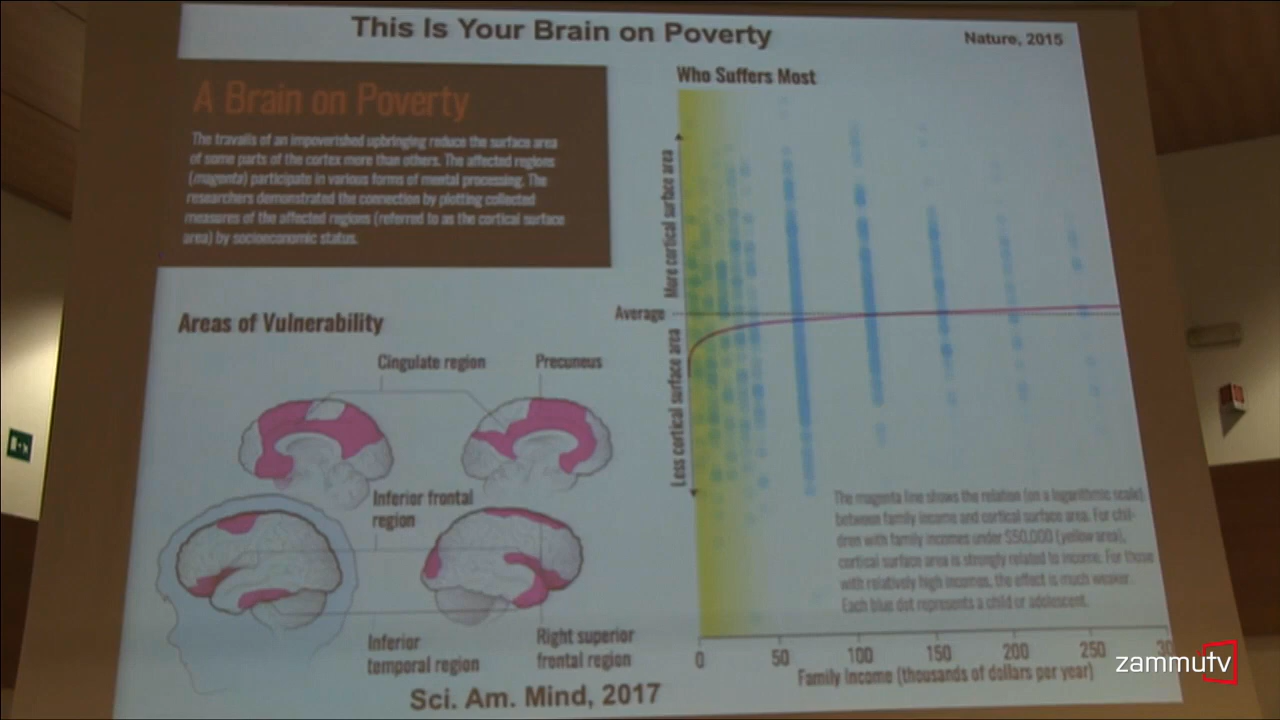 This Is Your Brain on Poverty
Nature, 2015
A Brain on Poverty
The travails of an impoverished upbringing reduce the surface area
of some parts of the cortex more than others. The affected regions
(magenta) participate in various forms of mental processing. The
researchers demonstrated the connection by plotting collected
measures of the affected regions (referred to as the cortical surface
area) by socioeconomic status.
Areas of Vulnerability
Cingulate region
Precuneus
Inferior frontal
region
Inferior
temporal region
Right superior
frontal region
Sci. Am. Mind, 2017
Who Suffers Most
More cortical surface area
Average
Less cortical surface area
The magenta line shows the relation (on a logarithmic scale)
between family income and cortical surface area. For chil-
dren with family incomes under $50,000 (yellow area),
cortical surface area is strongly related to income. For those
with relatively high incomes, the effect is much weaker.
Each blue dot represents a child or adolescent.
0 50 100 150 200 250 30
Family Income (thousands of dollars per year)
zammutv